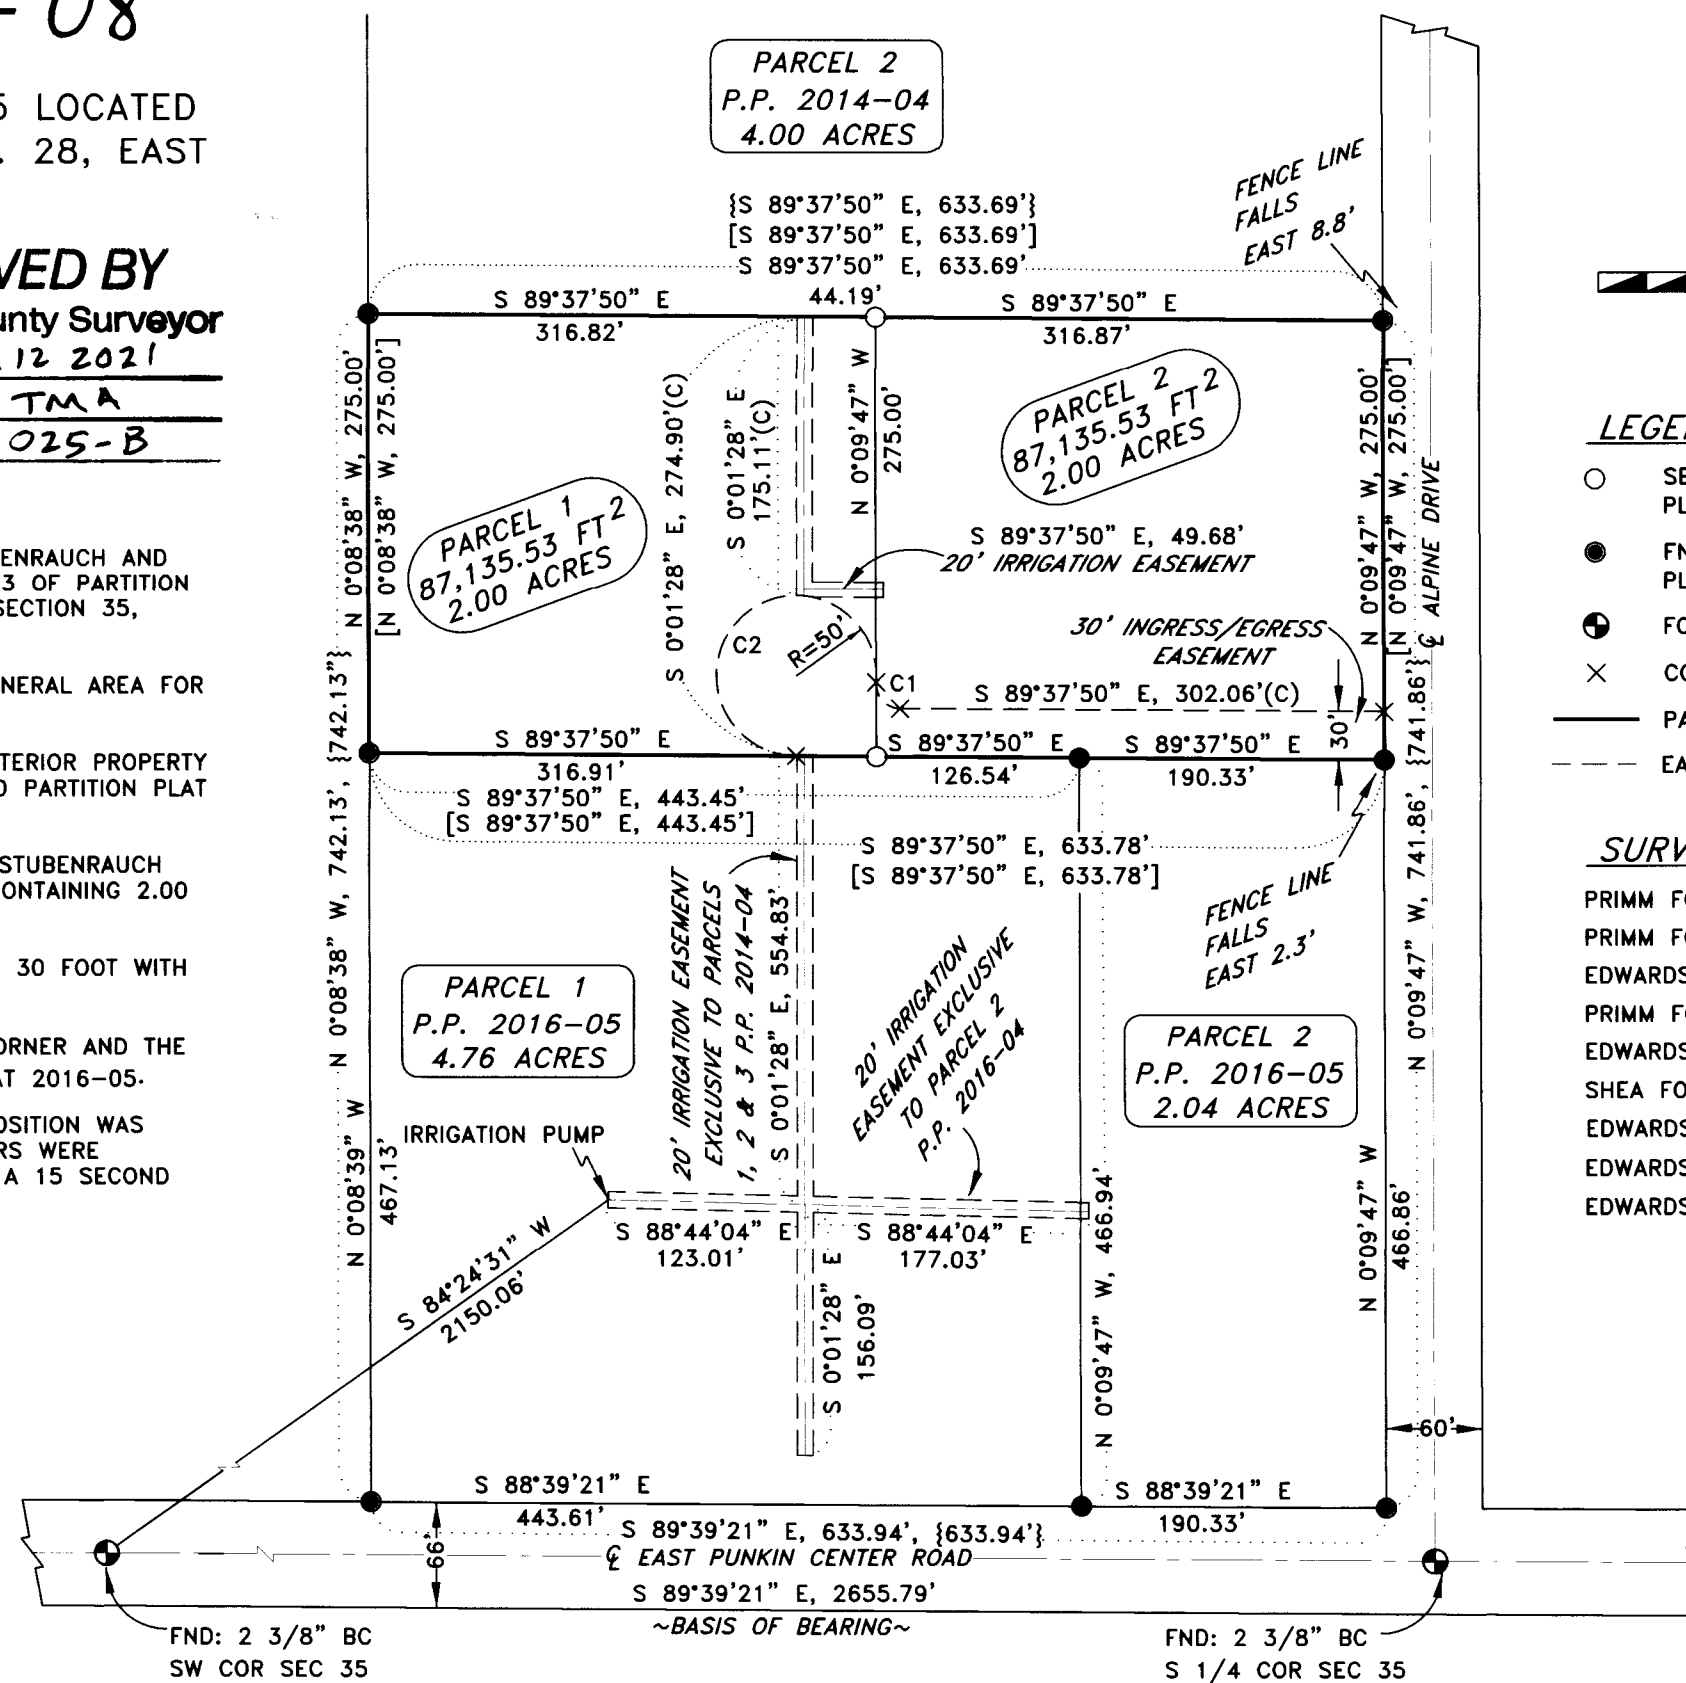 -08
5 LOCATED
. 28, EAST
VED BY
unty Surveyor
12 2021
TMA
025-B
ENRAUCH AND
3 OF PARTITION
SECTION 35,
NERAL AREA FOR
TERIOR PROPERTY
D PARTITION PLAT
STUBENRAUCH
ONTAINING 2.00
30 FOOT WITH
ORNER AND THE
AT 2016-05.
OSITION WAS
RS WERE
A 15 SECOND
PARCEL 2
P.P. 2014-04
4.00 ACRES
{S 89°37'50" E, 633.69'}
[S 89°37'50" E, 633.69']
S 89°37'50" E, 633.69'
FENCE LINE
FALLS
EAST 8.8'
S 89°37'50" E
316.82'
44.19'
S 89°37'50" E
316.87'
N 0°08'38" W, 275.00'
[N 0°08'38" W, 275.00']
PARCEL 1
87,135.53 FT2
2.00 ACRES
S 0°01'28" E, 274.90'(C)
S 0°01'28" E
175.11'(C)
N 0°09'47" W
275.00'
PARCEL 2
87,135.53 FT2
2.00 ACRES
S 89°37'50" E, 49.68'
20' IRRIGATION EASEMENT
N 0°09'47" W, 275.00'
[N 0°09'47" W, 275.00']
℄ ALPINE DRIVE
C2
R=50'
C1
30' INGRESS/EGRESS
EASEMENT
S 89°37'50" E, 302.06'(C)
30'
S 89°37'50" E
316.91'
S 89°37'50" E
126.54'
S 89°37'50" E
190.33'
S 89°37'50" E, 443.45'
[S 89°37'50" E, 443.45']
S 89°37'50" E, 633.78'
[S 89°37'50" E, 633.78']
FENCE LINE
FALLS
EAST 2.3'
N 0°08'38" W, 742.13', {742.13"}
N 0°09'47" W, 741.86', {741.86'}
PARCEL 1
P.P. 2016-05
4.76 ACRES
20' IRRIGATION EASEMENT
EXCLUSIVE TO PARCELS
1, 2 & 3 P.P. 2014-04
S 0°01'28" E, 554.83'
20' IRRIGATION
EASEMENT EXCLUSIVE
TO PARCEL 2
P.P. 2016-04
PARCEL 2
P.P. 2016-05
2.04 ACRES
IRRIGATION PUMP
N 0°08'39" W
467.13'
S 88°44'04" E
123.01'
S 88°44'04" E
177.03'
S 84°24'31" W
2150.06'
S 0°01'28" E
156.09'
N 0°09'47" W, 466.94'
N 0°09'47" W
466.86'
60'
S 88°39'21" E
443.61'
S 88°39'21" E
190.33'
66'
S 89°39'21" E, 633.94', {633.94'}
℄ EAST PUNKIN CENTER ROAD
S 89°39'21" E, 2655.79'
~BASIS OF BEARING~
FND: 2 3/8" BC
SW COR SEC 35
FND: 2 3/8" BC
S 1/4 COR SEC 35
LEGE
SE
PL
FN
PL
FO
CO
PA
EA
SURV
PRIMM FO
PRIMM FO
EDWARDS
PRIMM FO
EDWARDS
SHEA FO
EDWARDS
EDWARDS
EDWARDS